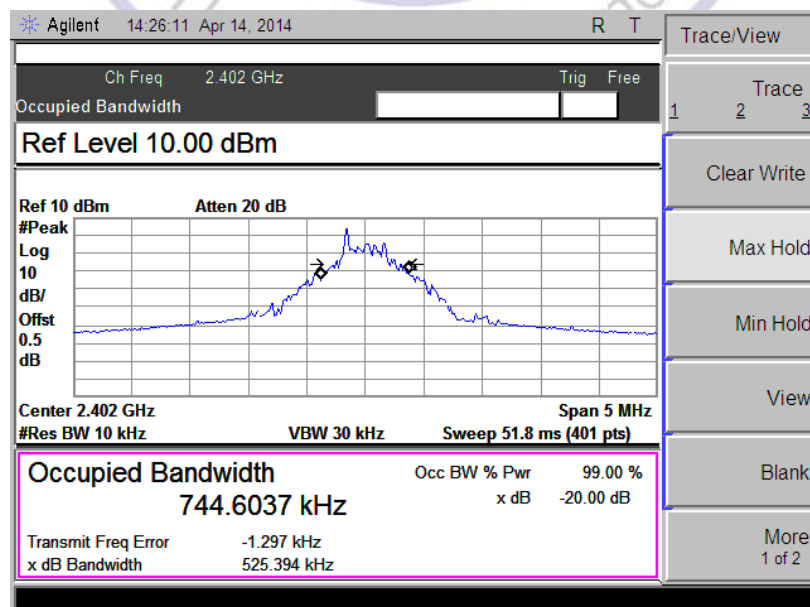 Agilent 14:26:11 Apr 14, 2014 R T
Trace/View
Ch Freq 2.402 GHz Trig Free
Occupied Bandwidth
Trace
1 2 3
Ref Level 10.00 dBm
Clear Write
Ref 10 dBm Atten 20 dB
#Peak
Log
10
dB/
Offst
0.5
dB
Max Hold
Min Hold
View
Center 2.402 GHz Span 5 MHz
#Res BW 10 kHz VBW 30 kHz Sweep 51.8 ms (401 pts)
Occupied Bandwidth Occ BW % Pwr 99.00 %
744.6037 kHz x dB -20.00 dB
Transmit Freq Error -1.297 kHz
x dB Bandwidth 525.394 kHz
Blank
More
1 of 2